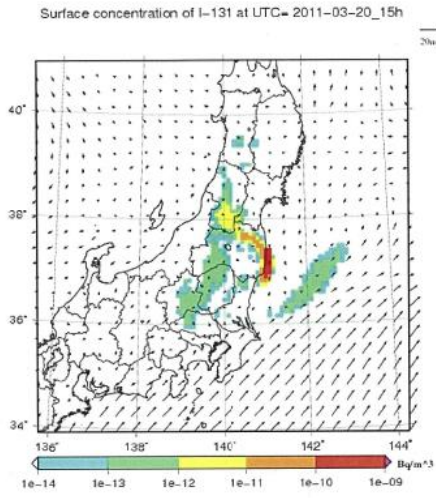 Surface concentration of I-131 at UTC= 2011-03-20_15h
40°
38°
36°
34°
136° 138° 140° 142° 144°
Bq/m^3
1e-14 1e-13 1e-12 1e-11 1e-10 1e-09